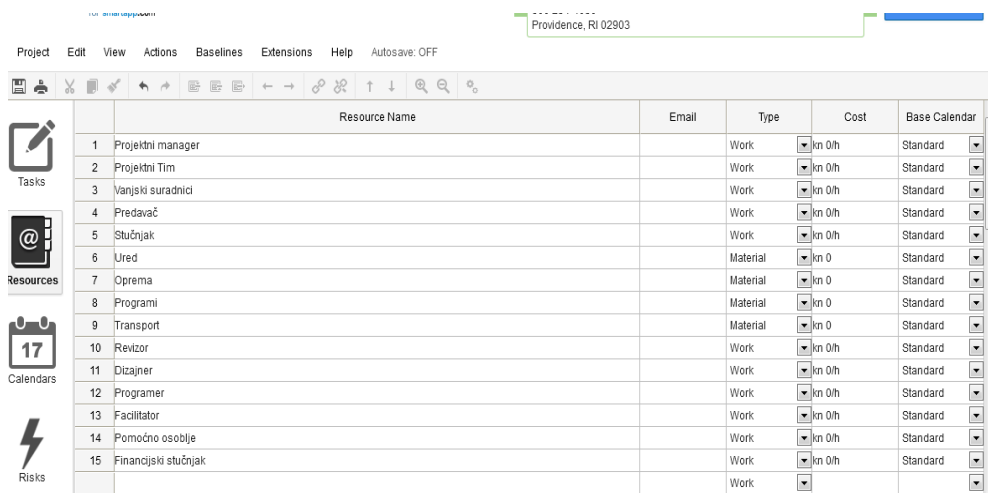 for smartapp.com
Providence, RI 02903
Project Edit View Actions Baselines Extensions Help Autosave: OFF
Resource Name Email Type Cost Base Calendar
1 Projektni manager Work kn 0/h Standard
2 Projektni Tim Work kn 0/h Standard
3 Vanjski suradnici Work kn 0/h Standard
4 Predavač Work kn 0/h Standard
5 Stučnjak Work kn 0/h Standard
6 Ured Material kn 0 Standard
7 Oprema Material kn 0 Standard
8 Programi Material kn 0 Standard
9 Transport Material kn 0 Standard
10 Revizor Work kn 0/h Standard
11 Dizajner Work kn 0/h Standard
12 Programer Work kn 0/h Standard
13 Facilitator Work kn 0/h Standard
14 Pomoćno osoblje Work kn 0/h Standard
15 Financijski stučnjak Work kn 0/h Standard
Work
Tasks
@
Resources
17
Calendars
Risks